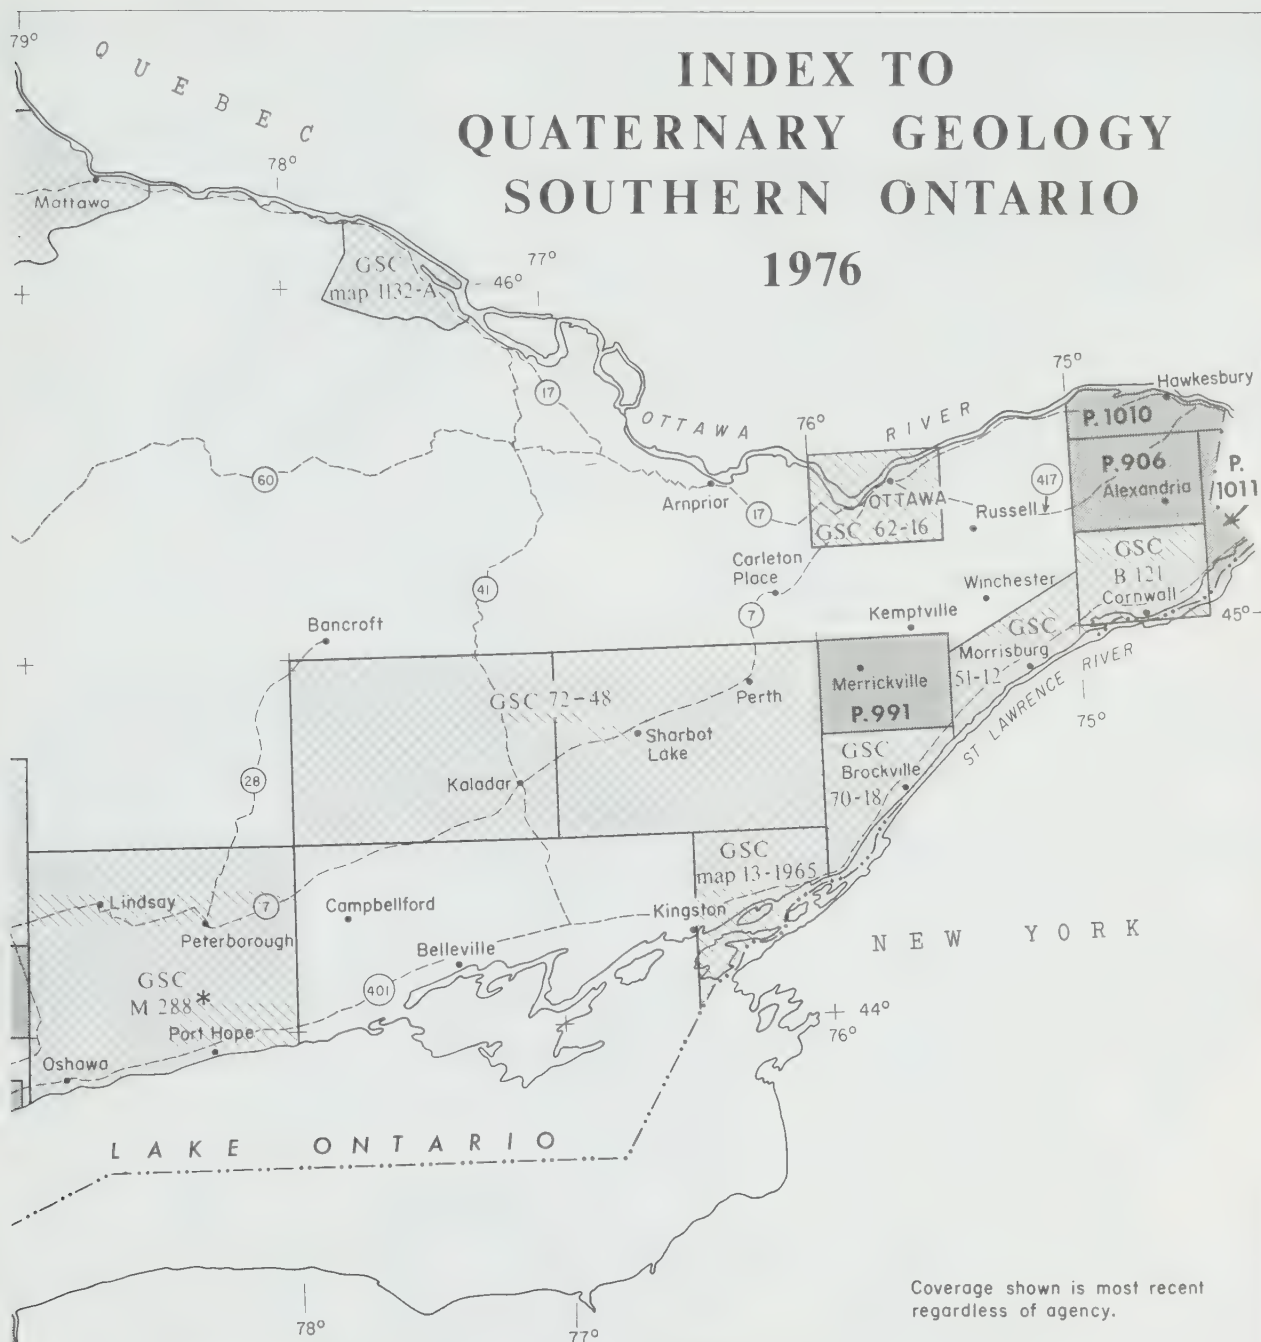 INDEX TO
QUATERNARY GEOLOGY
SOUTHERN ONTARIO
1976
79°
QUEBEC
78°
Mattawa
GSC
map 1132-A
77°
46°
17
OTTAWA RIVER
75°
Hawkesbury
P.1010
76°
P.906
Alexandria
P.
1011
*
60
Arnprior
17
OTTAWA
GSC 62-16
417
Russell
GSC
B 121
Cornwall
45°
Carleton
Place
Winchester
41
7
Kemptville
GSC
Morrisburg
51-12
Bancroft
Merrickville
P.991
ST LAWRENCE RIVER
75°
GSC 72-48
Perth
Sharbot
Lake
GSC
Brockville
70-18
28
Kaladar
GSC
map 13-1965
Lindsay
7
Campbellford
Kingston
Peterborough
Belleville
NEW YORK
GSC
M 288 *
401
44°
76°
Port Hope
Oshawa
LAKE ONTARIO
Coverage shown is most recent
regardless of agency.
78°
77°